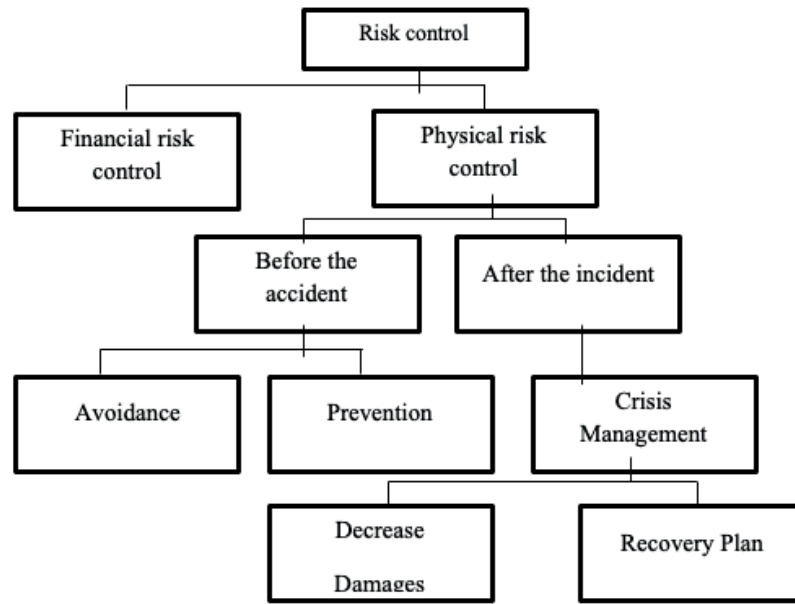 Risk control
Financial risk
control
Physical risk
control
Before the
accident
After the incident
Avoidance
Prevention
Crisis
Management
Decrease
Damages
Recovery Plan